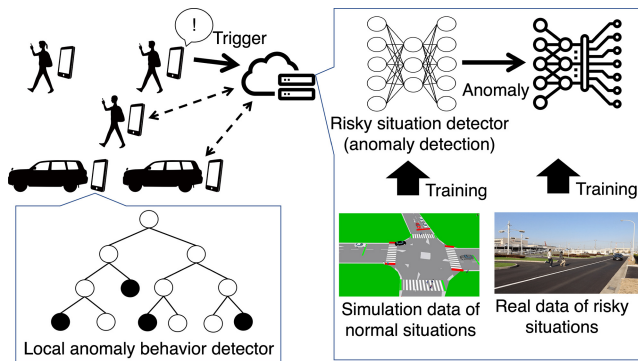 !
Trigger
Anomaly
Risky situation detector
(anomaly detection)
Training
Training
Simulation data of
normal situations
Real data of risky
situations
Local anomaly behavior detector